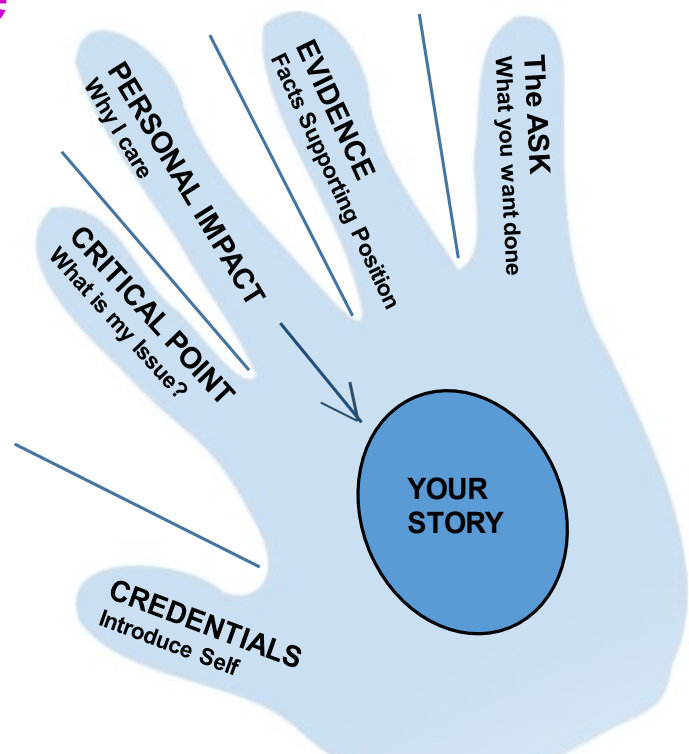 CREDENTIALS
Introduce Self
CRITICAL POINT
What is my Issue?
PERSONAL IMPACT
Why I care
EVIDENCE
Facts Supporting Position
The ASK
What you want done
YOUR
STORY